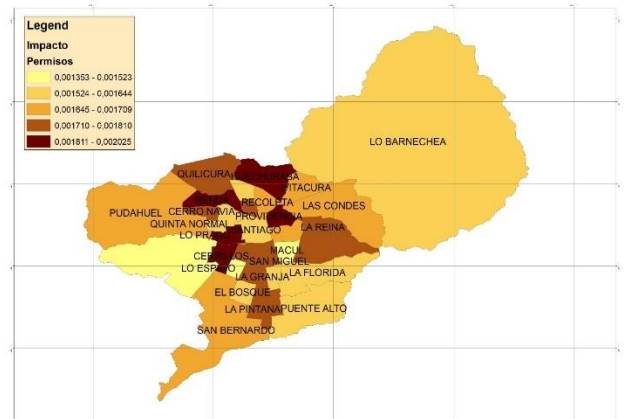 Legend
Impacto
Permisos
0,001353 - 0,001523
0,001524 - 0,001644
0,001645 - 0,001709
0,001710 - 0,001810
0,001811 - 0,002025
LO BARNECHEA
QUILICURA
VITACURA
RECOLETA
LAS CONDES
PUDAHUEL
CERRO NAVIA
PROVIDENCIA
QUINTA NORMAL
LA REINA
LO PRADO
SANTIAGO
MACUL
CERRILLOS
SAN MIGUEL
LO ESPEJO
LA GRANJA
LA FLORIDA
EL BOSQUE
LA PINTANA
PUENTE ALTO
SAN BERNARDO